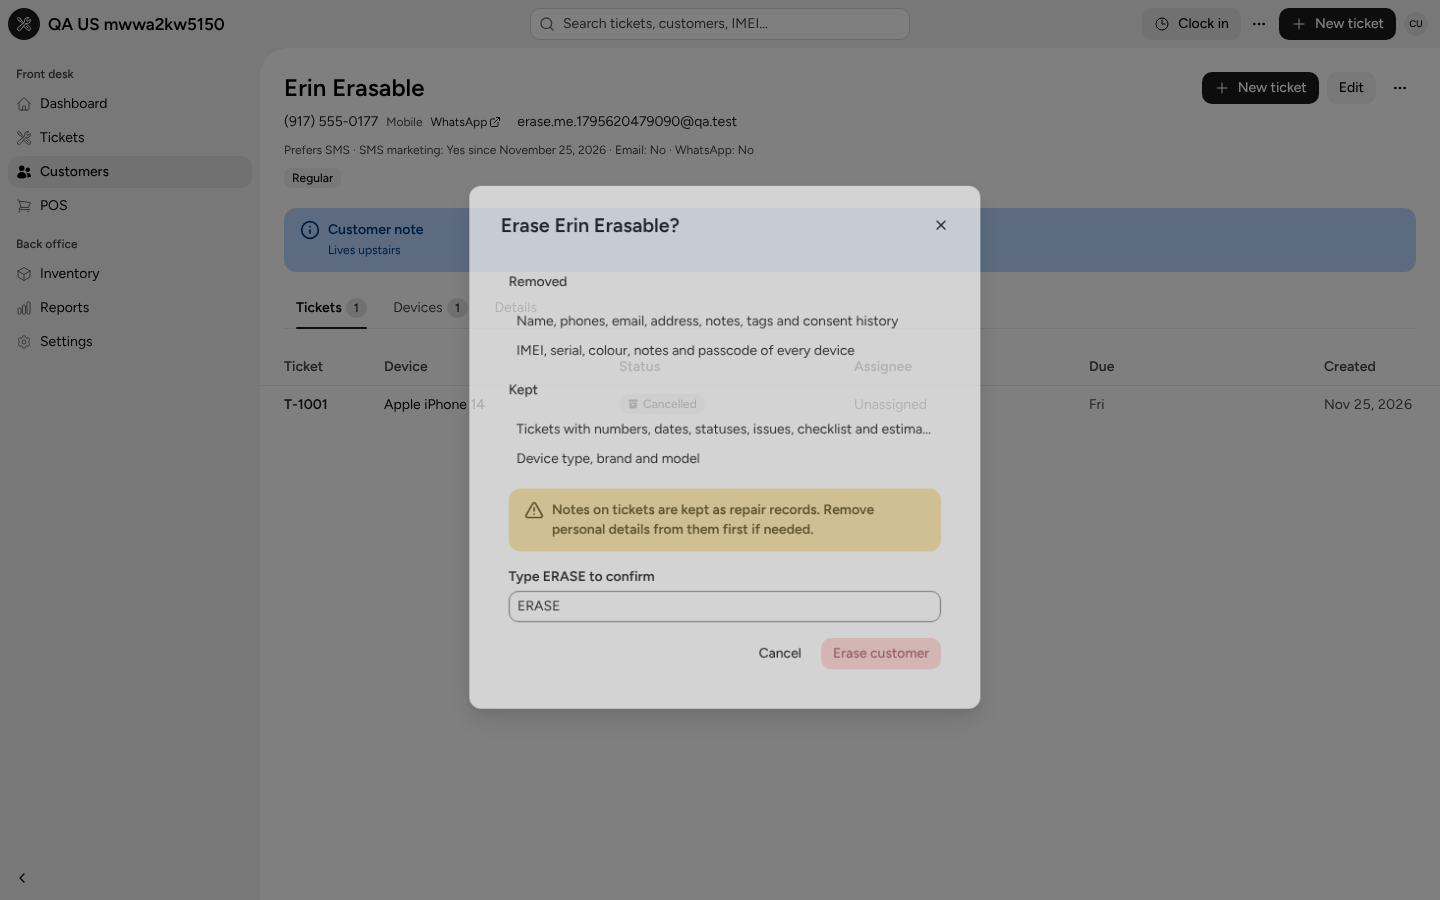 QA US mwwa2kw5150
Search tickets, customers, IMEI...
Clock in
New ticket
CU
Front desk
Dashboard
Tickets
Customers
POS
Back office
Inventory
Reports
Settings
Erin Erasable
New ticket
Edit
(917) 555-0177 Mobile WhatsApp erase.me.1795620479090@qa.test
Prefers SMS · SMS marketing: Yes since November 25, 2026 · Email: No · WhatsApp: No
Regular
Customer note
Lives upstairs
Tickets 1 Devices 1 Details
Ticket Device Status Assignee Due Created
T-1001 Apple iPhone 14 Cancelled Unassigned Fri Nov 25, 2026
Erase Erin Erasable?
Removed
Name, phones, email, address, notes, tags and consent history
IMEI, serial, colour, notes and passcode of every device
Kept
Tickets with numbers, dates, statuses, issues, checklist and estima...
Device type, brand and model
Notes on tickets are kept as repair records. Remove
personal details from them first if needed.
Type ERASE to confirm
ERASE
Cancel
Erase customer